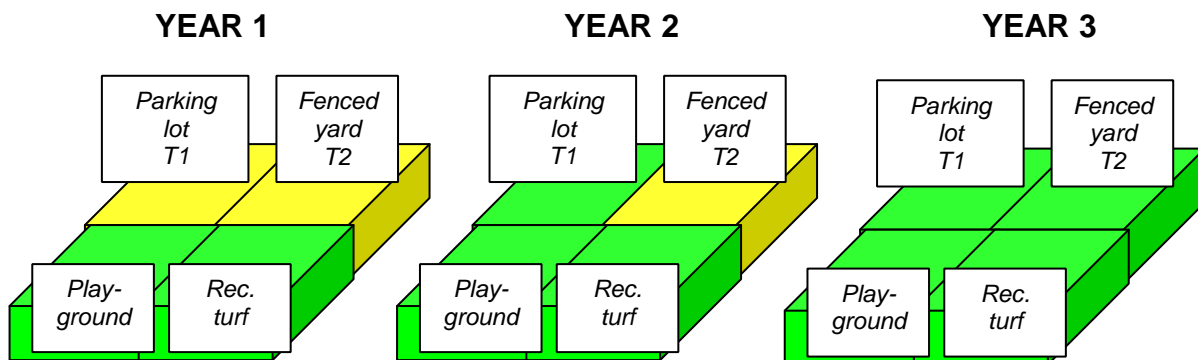 YEAR 1
YEAR 2
YEAR 3
Parking
lot
T1
Fenced
yard
T2
Parking
lot
T1
Fenced
yard
T2
Parking
lot
T1
Fenced
yard
T2
Play-
ground
Rec.
turf
Play-
ground
Rec.
turf
Play-
ground
Rec.
turf